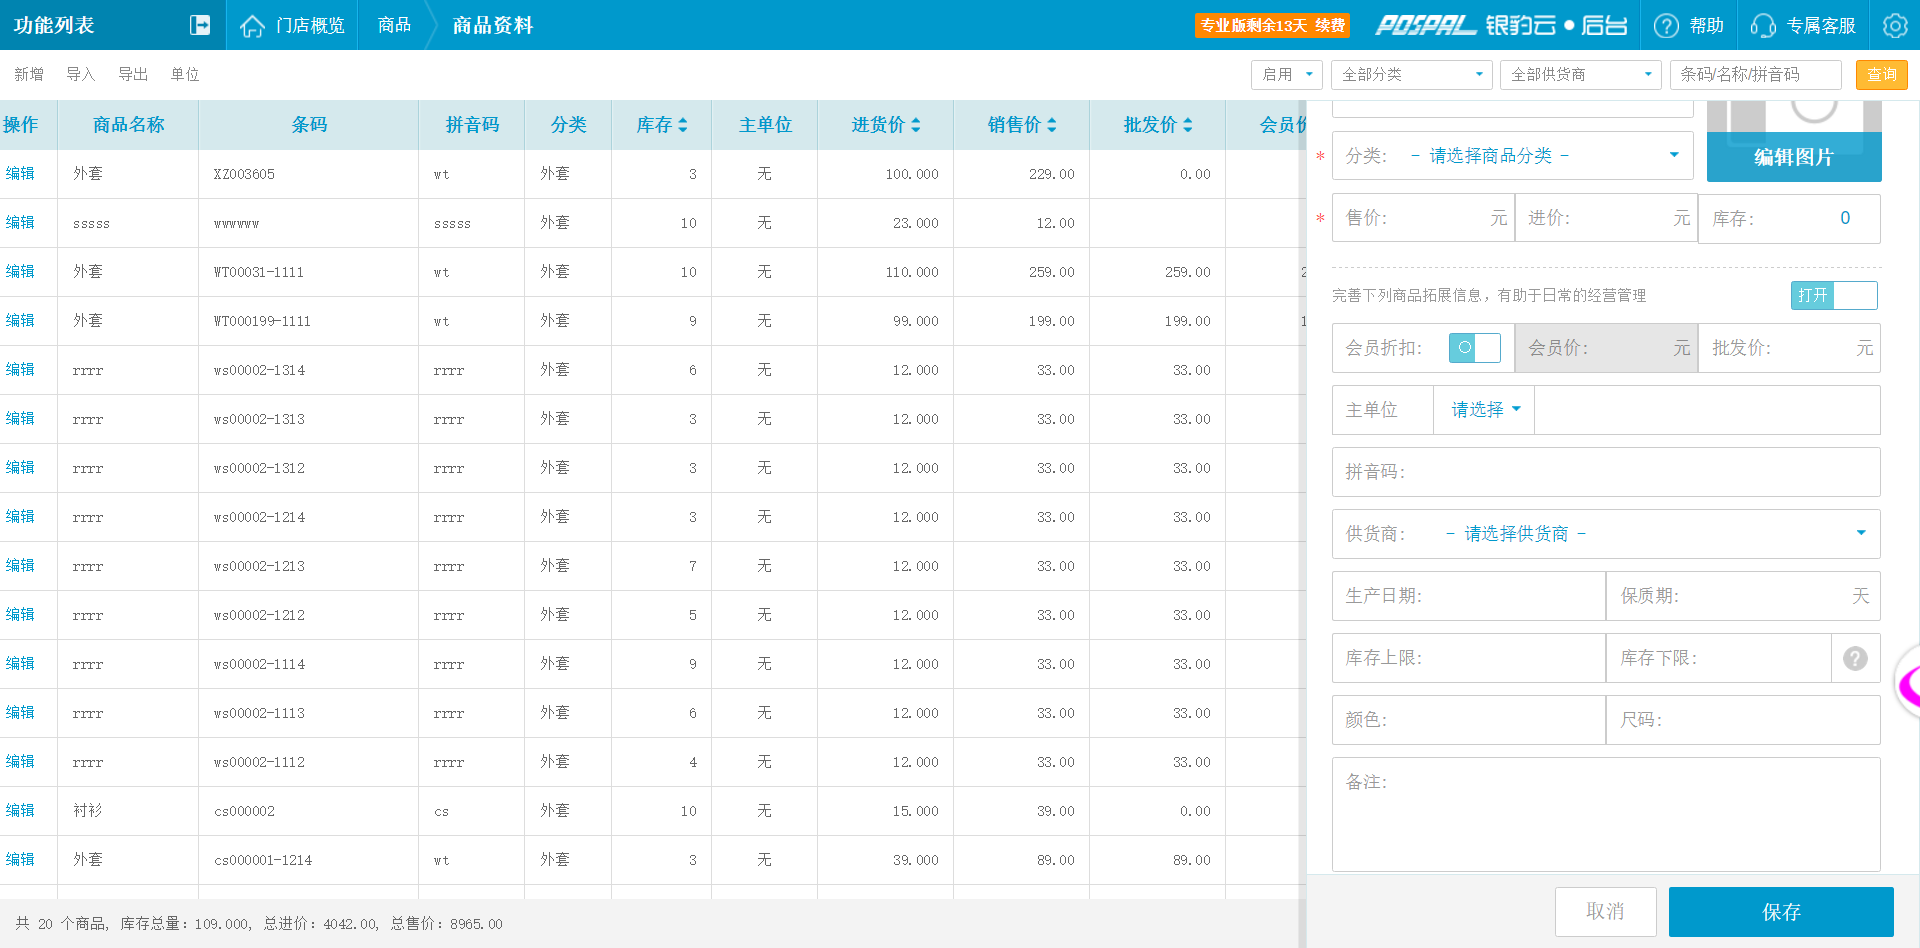 功能列表 门店概览 商品 商品资料 专业版剩余13天 续费 POSPAL 银豹云●后台 帮助 专属客服
新增 导入 导出 单位 启用 全部分类 全部供货商 条码/名称/拼音码 查询
操作 商品名称 条码 拼音码 分类 库存 主单位 进货价 销售价 批发价 会员价
编辑 外套 XZ003605 wt 外套 3 无 100.000 229.00 0.00
编辑 sssss wwwwww sssss 外套 10 无 23.000 12.00
编辑 外套 WT00031-1111 wt 外套 10 无 110.000 259.00 259.00 2
编辑 外套 WT000199-1111 wt 外套 9 无 99.000 199.00 199.00 1
编辑 rrrr ws00002-1314 rrrr 外套 6 无 12.000 33.00 33.00
编辑 rrrr ws00002-1313 rrrr 外套 3 无 12.000 33.00 33.00
编辑 rrrr ws00002-1312 rrrr 外套 3 无 12.000 33.00 33.00
编辑 rrrr ws00002-1214 rrrr 外套 3 无 12.000 33.00 33.00
编辑 rrrr ws00002-1213 rrrr 外套 7 无 12.000 33.00 33.00
编辑 rrrr ws00002-1212 rrrr 外套 5 无 12.000 33.00 33.00
编辑 rrrr ws00002-1114 rrrr 外套 9 无 12.000 33.00 33.00
编辑 rrrr ws00002-1113 rrrr 外套 6 无 12.000 33.00 33.00
编辑 rrrr ws00002-1112 rrrr 外套 4 无 12.000 33.00 33.00
编辑 衬衫 cs000002 cs 外套 10 无 15.000 39.00 0.00
编辑 外套 cs000001-1214 wt 外套 3 无 39.000 89.00 89.00
共 20 个商品, 库存总量: 109.000, 总进价: 4042.00, 总售价: 8965.00
* 分类: - 请选择商品分类 - 编辑图片
* 售价: 元 进价: 元 库存: 0
完善下列商品拓展信息，有助于日常的经营管理 打开
会员折扣: 会员价: 元 批发价: 元
主单位 请选择
拼音码:
供货商: - 请选择供货商 -
生产日期: 保质期: 天
库存上限: 库存下限: ?
颜色: 尺码:
备注:
取消 保存